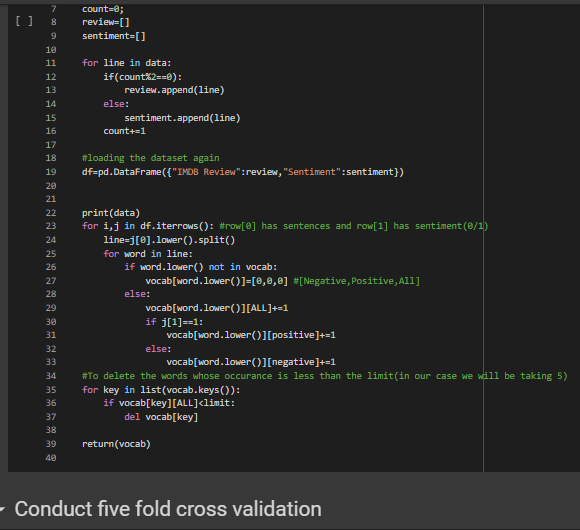 7 count=0;
[ ] 8 review=[]
9 sentiment=[]
10
11 for line in data:
12 if(count%2==0):
13 review.append(line)
14 else:
15 sentiment.append(line)
16 count+=1
17
18 #loading the dataset again
19 df=pd.DataFrame({"IMDB Review":review,"Sentiment":sentiment})
20
21
22 print(data)
23 for i,j in df.iterrows(): #row[0] has sentences and row[1] has sentiment(0/1)
24 line=j[0].lower().split()
25 for word in line:
26 if word.lower() not in vocab:
27 vocab[word.lower()]=[0,0,0] #[Negative,Positive,All]
28 else:
29 vocab[word.lower()][ALL]+=1
30 if j[1]==1:
31 vocab[word.lower()][positive]+=1
32 else:
33 vocab[word.lower()][negative]+=1
34 #To delete the words whose occurance is less than the limit(in our case we will be taking 5)
35 for key in list(vocab.keys()):
36 if vocab[key][ALL]<limit:
37 del vocab[key]
38
39 return(vocab)
40
Conduct five fold cross validation